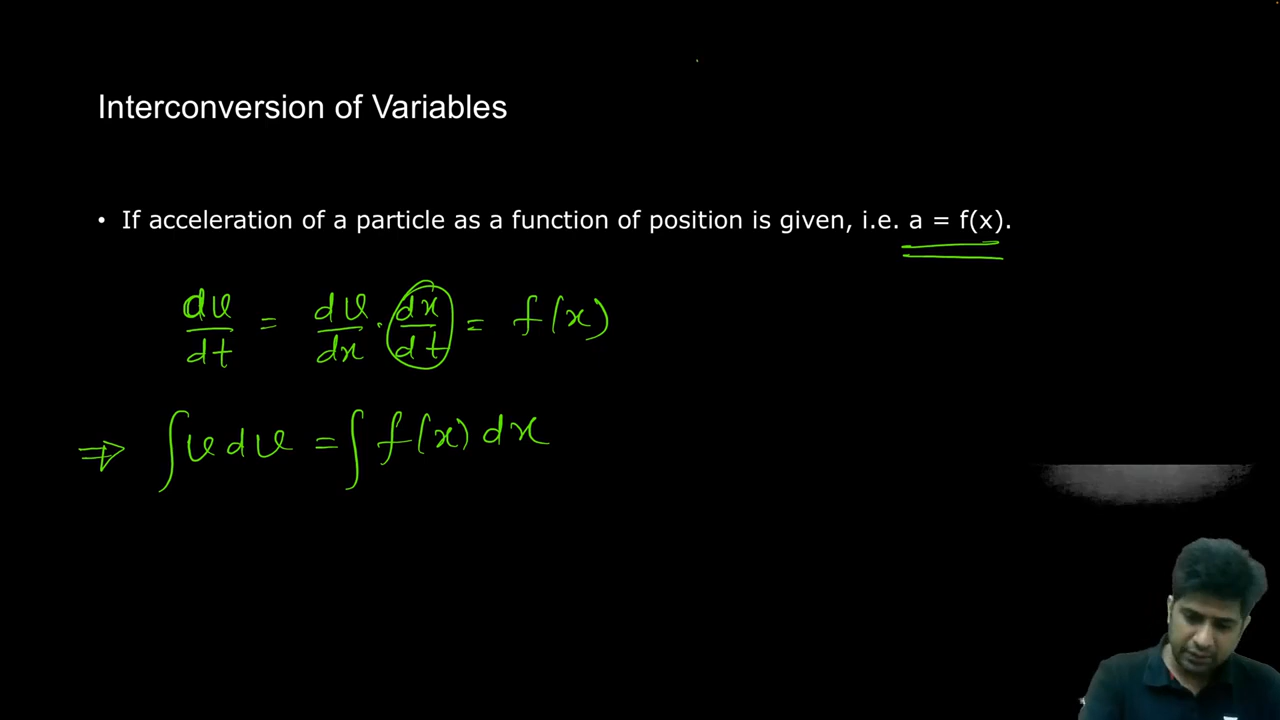 Interconversion of Variables
• If acceleration of a particle as a function of position is given, i.e. a = f(x).
dv/dt = dv/dx · dx/dt = f(x)
⇒ ∫v dv = ∫f(x) dx